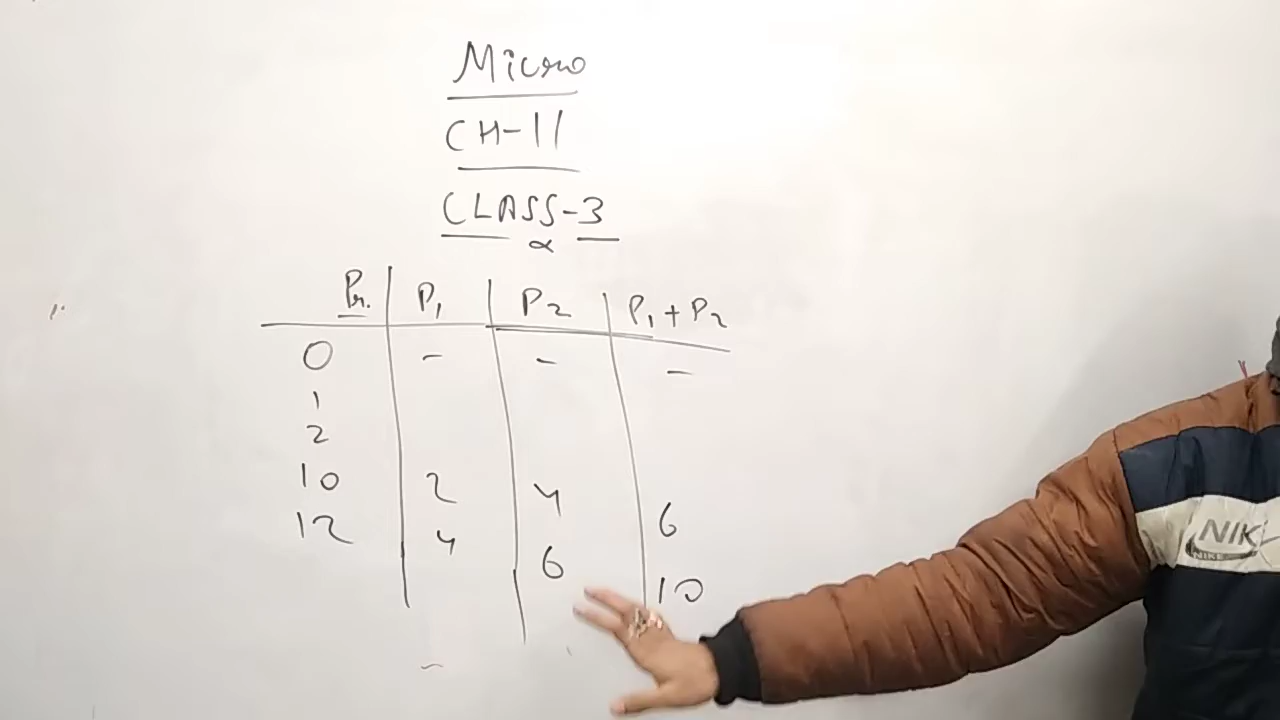 Micro
CH-11
CLASS-3
Pr. P1 P2 P1+P2
0 - - -
1
2
10 2 4 6
12 4 6 10
NIK
NIKE